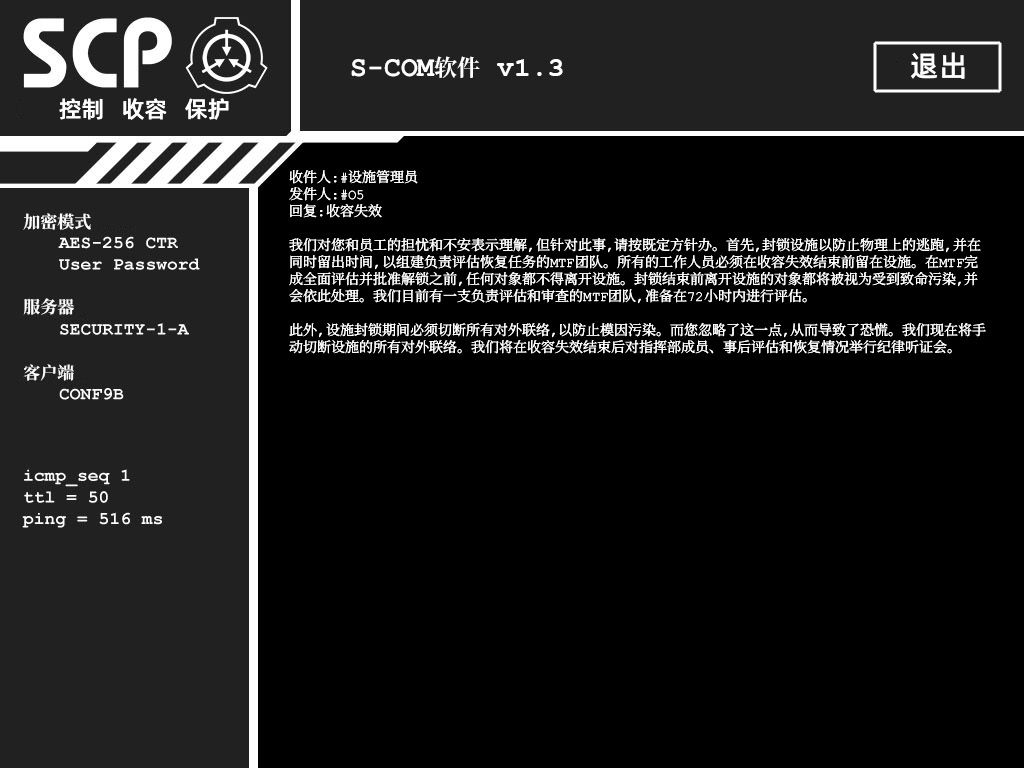 SCP
控制 收容 保护
S-COM软件 v1.3
退出
加密模式
AES-256 CTR
User Password
服务器
SECURITY-1-A
客户端
CONF9B
icmp_seq 1
ttl = 50
ping = 516 ms
收件人:#设施管理员
发件人:#O5
回复:收容失效
我们对您和员工的担忧和不安表示理解,但针对此事,请按既定方针办。首先,封锁设施以防止物理上的逃跑,并在
同时留出时间,以组建负责评估恢复任务的MTF团队。所有的工作人员必须在收容失效结束前留在设施。在MTF完
成全面评估并批准解锁之前,任何对象都不得离开设施。封锁结束前离开设施的对象都将被视为受到致命污染,并
会依此处理。我们目前有一支负责评估和审查的MTF团队,准备在72小时内进行评估。
此外,设施封锁期间必须切断所有对外联络,以防止模因污染。而您忽略了这一点,从而导致了恐慌。我们现在将手
动切断设施的所有对外联络。我们将在收容失效结束后对指挥部成员、事后评估和恢复情况举行纪律听证会。